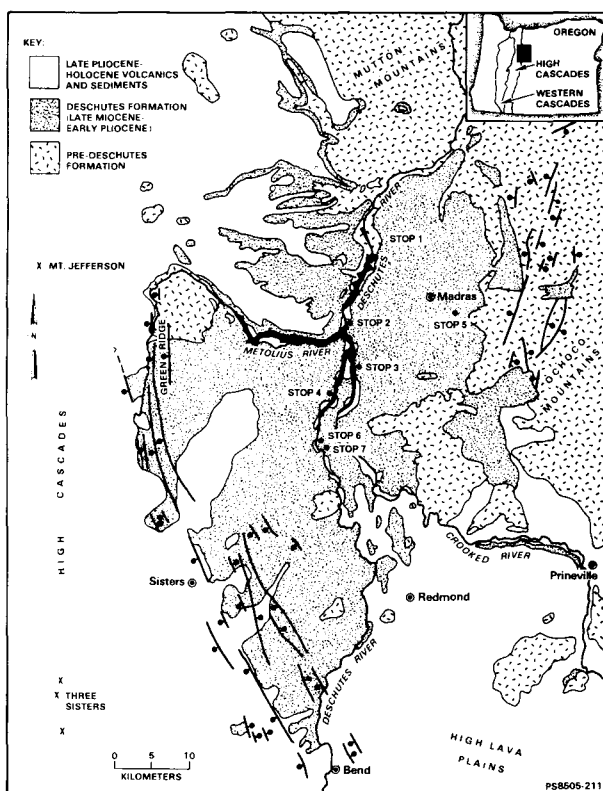 KEY:
LATE PLIOCENE-
HOLOCENE VOLCANICS
AND SEDIMENTS
DESCHUTES FORMATION
(LATE MIOCENE-
EARLY PLIOCENE)
PRE-DESCHUTES
FORMATION
OREGON
HIGH
CASCADES
WESTERN
CASCADES
MUTTON
MOUNTAINS
RIVER
DESCHUTES
STOP 1
X MT. JEFFERSON
N
Madras
STOP 2
STOP 5
METOLIUS RIVER
STOP 3
STOP 4
GREEN RIDGE
OCHOCO
MOUNTAINS
STOP 6
STOP 7
HIGH CASCADES
CROOKED RIVER
Prineville
Sisters
Redmond
DESCHUTES RIVER
X
X THREE
SISTERS
X
HIGH LAVA
PLAINS
0 5 10
KILOMETERS
Bend
PS8505-211